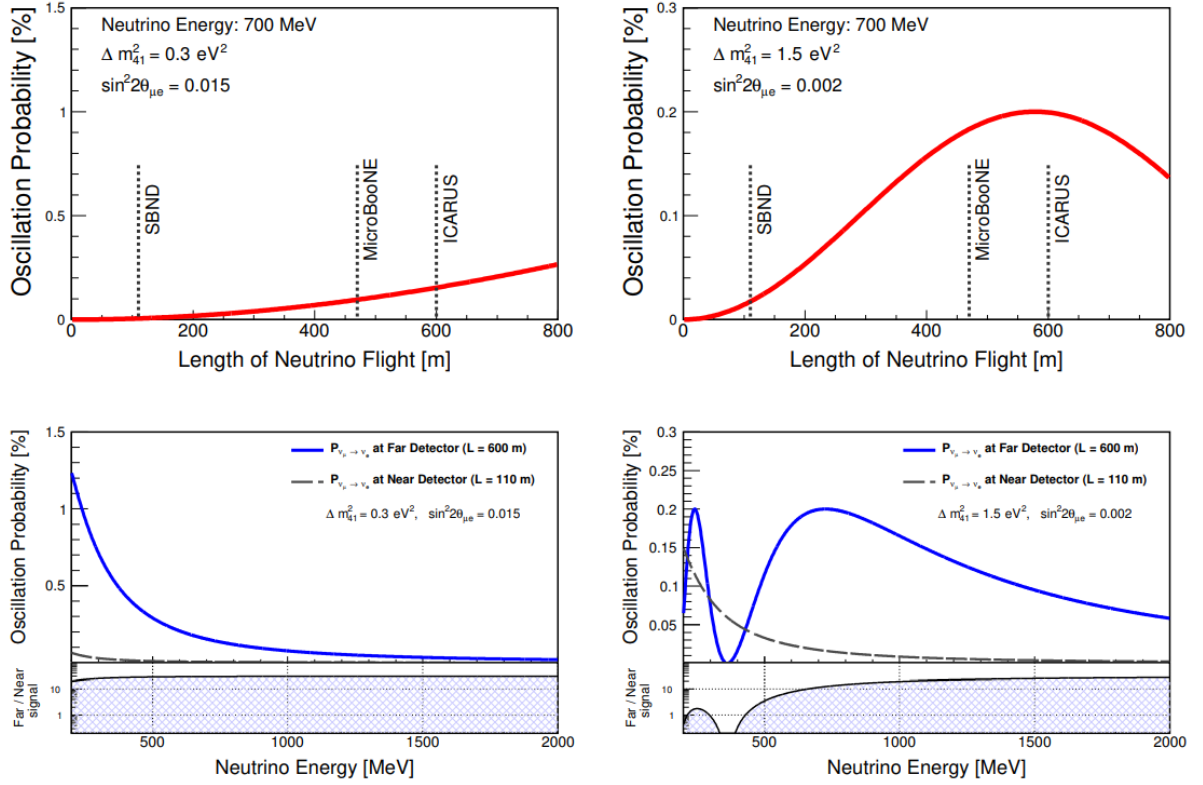 Oscillation Probability [%]
1.5
1
0.5
0
Neutrino Energy: 700 MeV
Δ m²₄₁ = 0.3 eV²
sin²2θμe = 0.015
SBND
MicroBooNE
ICARUS
0 200 400 600 800
Length of Neutrino Flight [m]
Oscillation Probability [%]
0.3
0.2
0.1
0
Neutrino Energy: 700 MeV
Δ m²₄₁ = 1.5 eV²
sin²2θμe = 0.002
SBND
MicroBooNE
ICARUS
0 200 400 600 800
Length of Neutrino Flight [m]
Oscillation Probability [%]
1.5
1
0.5
P νμ → νe at Far Detector (L = 600 m)
P νμ → νe at Near Detector (L = 110 m)
Δ m²₄₁ = 0.3 eV², sin²2θμe = 0.015
Far / Near
signal
10
1
500 1000 1500 2000
Neutrino Energy [MeV]
Oscillation Probability [%]
0.3
0.25
0.2
0.15
0.1
0.05
P νμ → νe at Far Detector (L = 600 m)
P νμ → νe at Near Detector (L = 110 m)
Δ m²₄₁ = 1.5 eV², sin²2θμe = 0.002
Far / Near
signal
10
1
500 1000 1500 2000
Neutrino Energy [MeV]